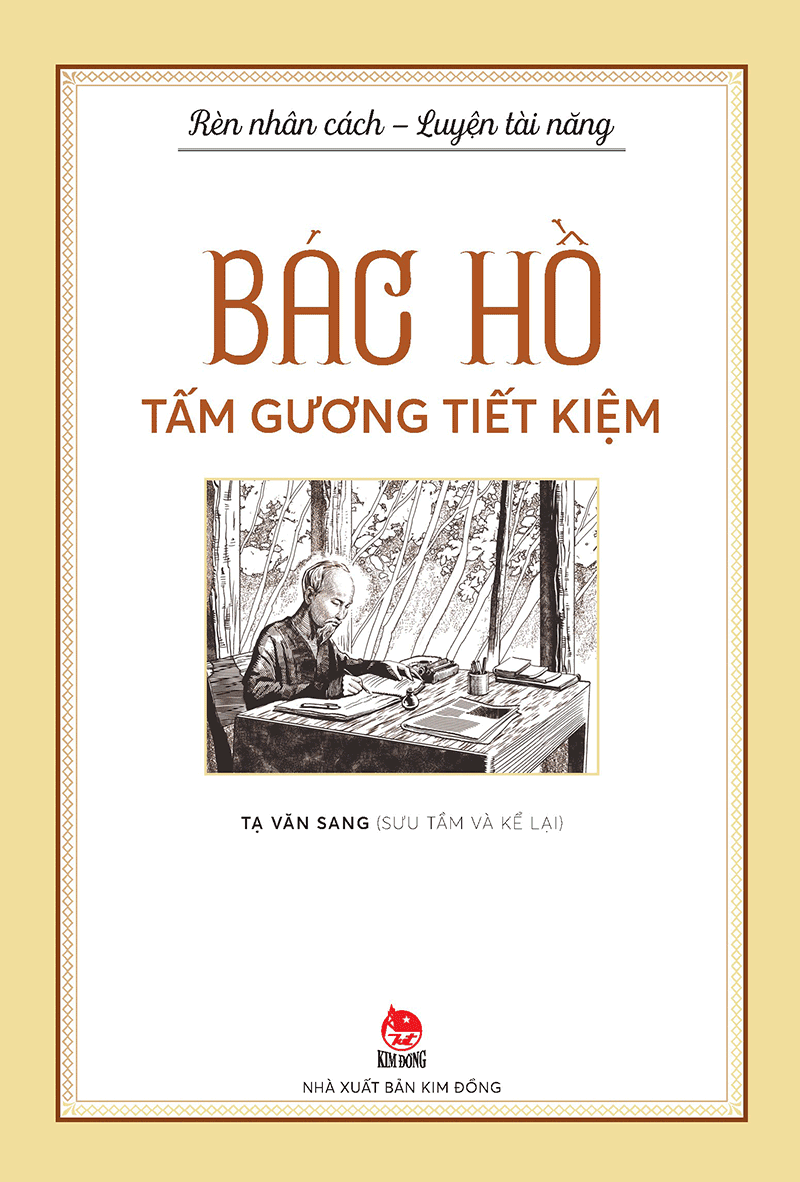 Rèn nhân cách – Luyện tài năng
BÁC HỒ
TẤM GƯƠNG TIẾT KIỆM
TẠ VĂN SANG (SƯU TẦM VÀ KỂ LẠI)
KIM ĐỒNG
NHÀ XUẤT BẢN KIM ĐỒNG